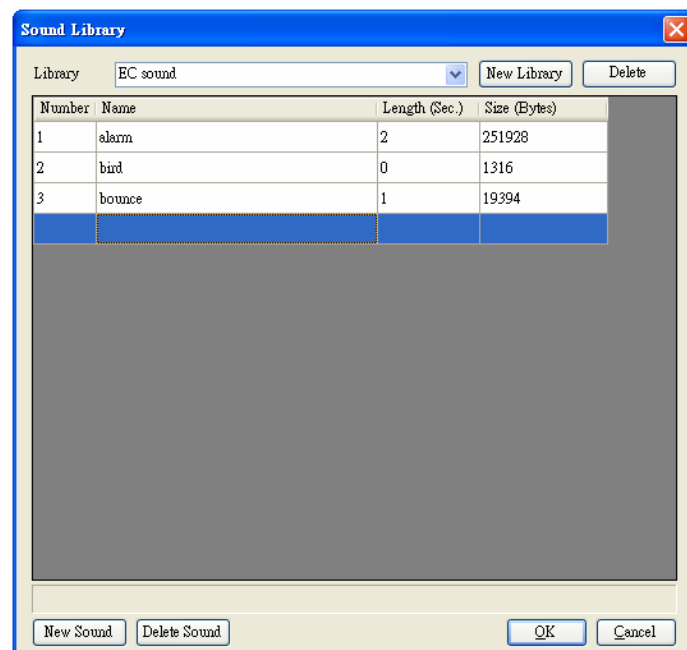 Sound Library
Library EC sound New Library Delete
Number Name Length (Sec.) Size (Bytes)
1 alarm 2 251928
2 bird 0 1316
3 bounce 1 19394
New Sound Delete Sound OK Cancel